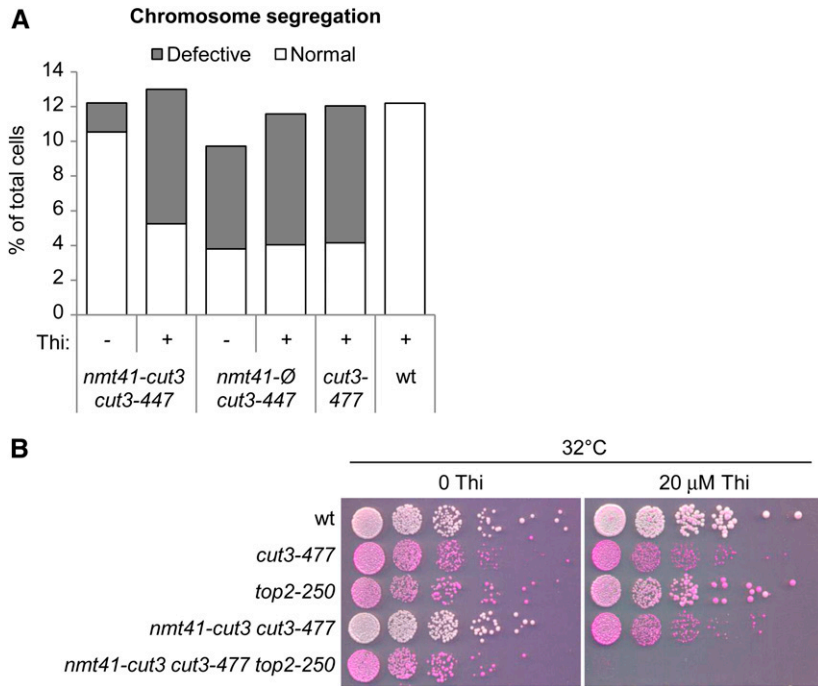 A
Chromosome segregation
Defective Normal
% of total cells
14
12
10
8
6
4
2
0
Thi: - + - + + +
nmt41-cut3 nmt41-Ø cut3- wt
cut3-447 cut3-447 477
B
32°C
0 Thi 20 µM Thi
wt
cut3-477
top2-250
nmt41-cut3 cut3-477
nmt41-cut3 cut3-477 top2-250